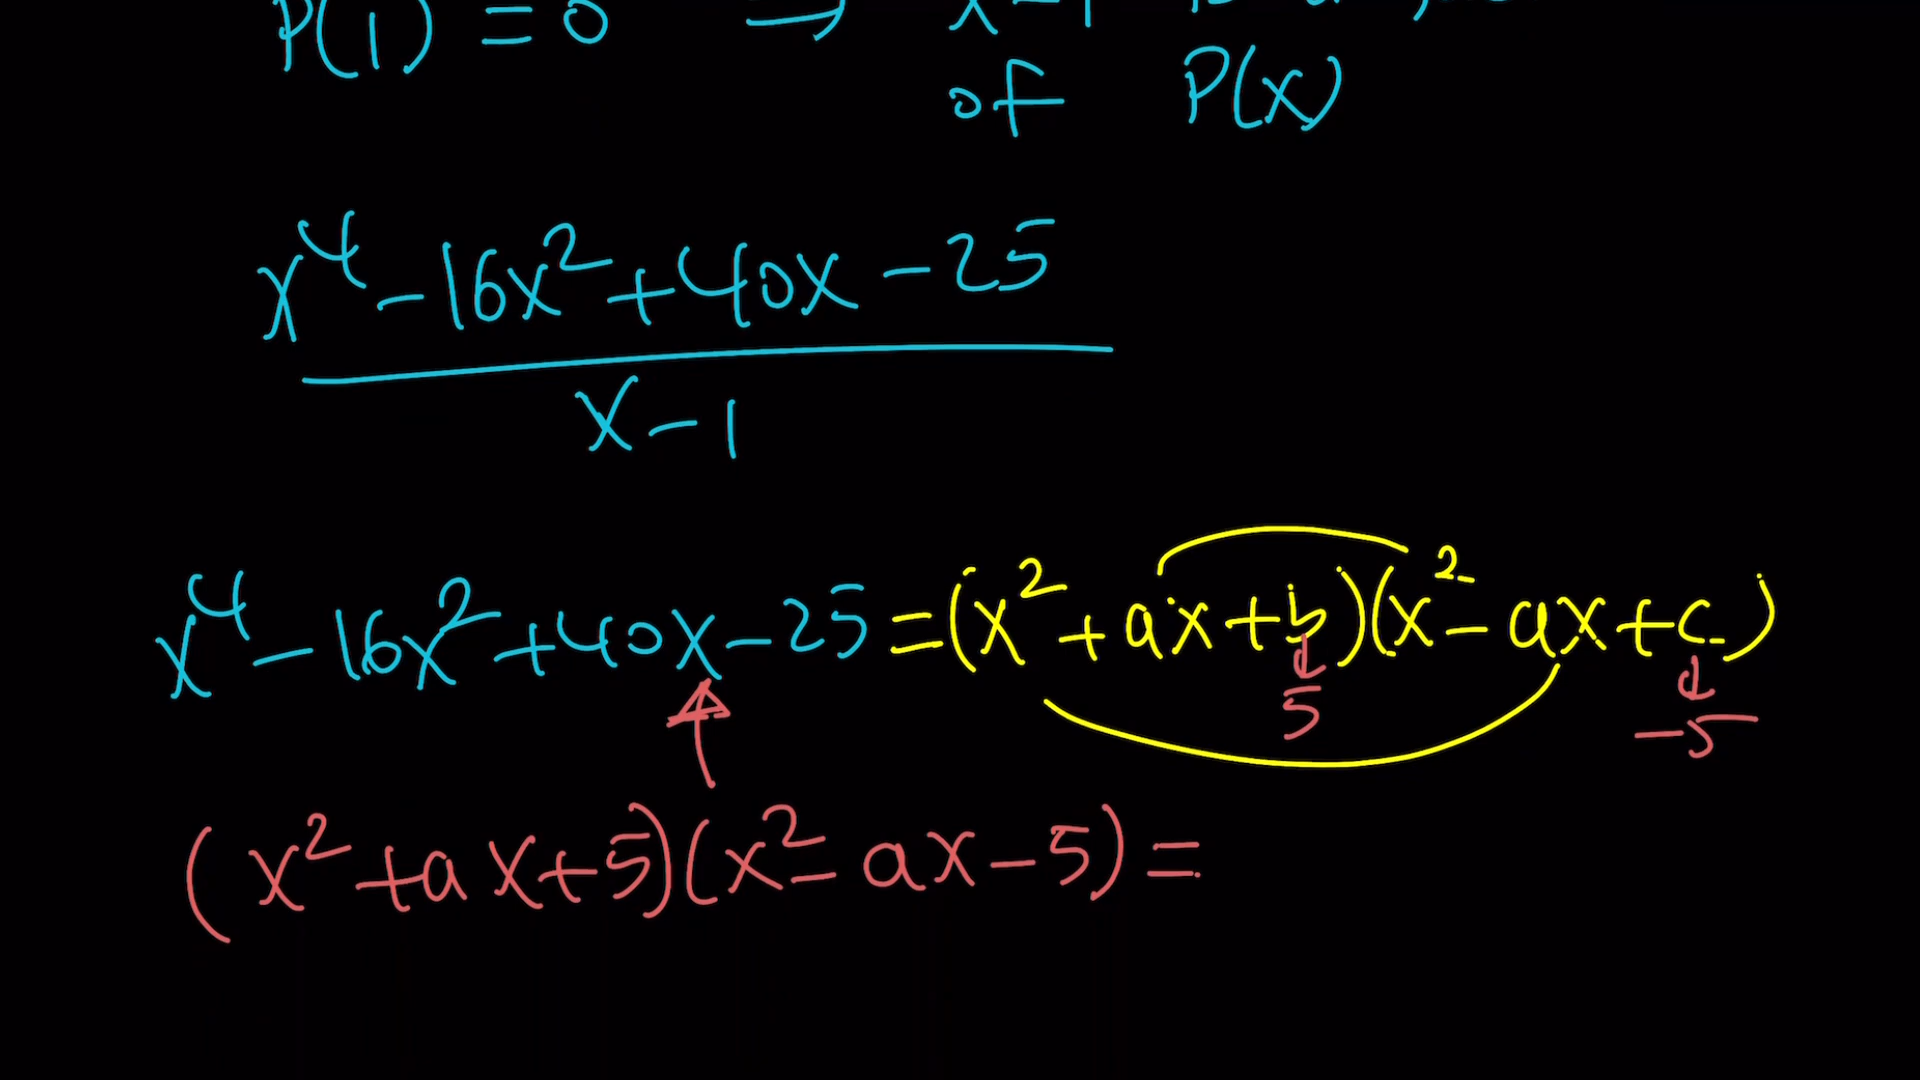 P(1) = 0 → x - 1
of P(x)
x⁴ - 16x² + 40x - 25
x - 1
x⁴ - 16x² + 40x - 25 = (x² + ax + b)(x² - ax + c)
5 -5
(x² + ax + 5)(x² - ax - 5) =